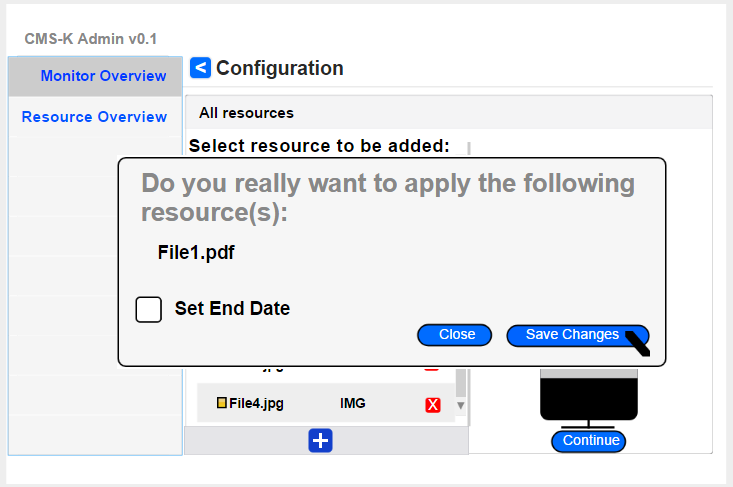 CMS-K Admin v0.1
Monitor Overview
Resource Overview
< Configuration
All resources
Select resource to be added:
Do you really want to apply the following
resource(s):
File1.pdf
Set End Date
Close
Save Changes
File4.jpg IMG X
Continue